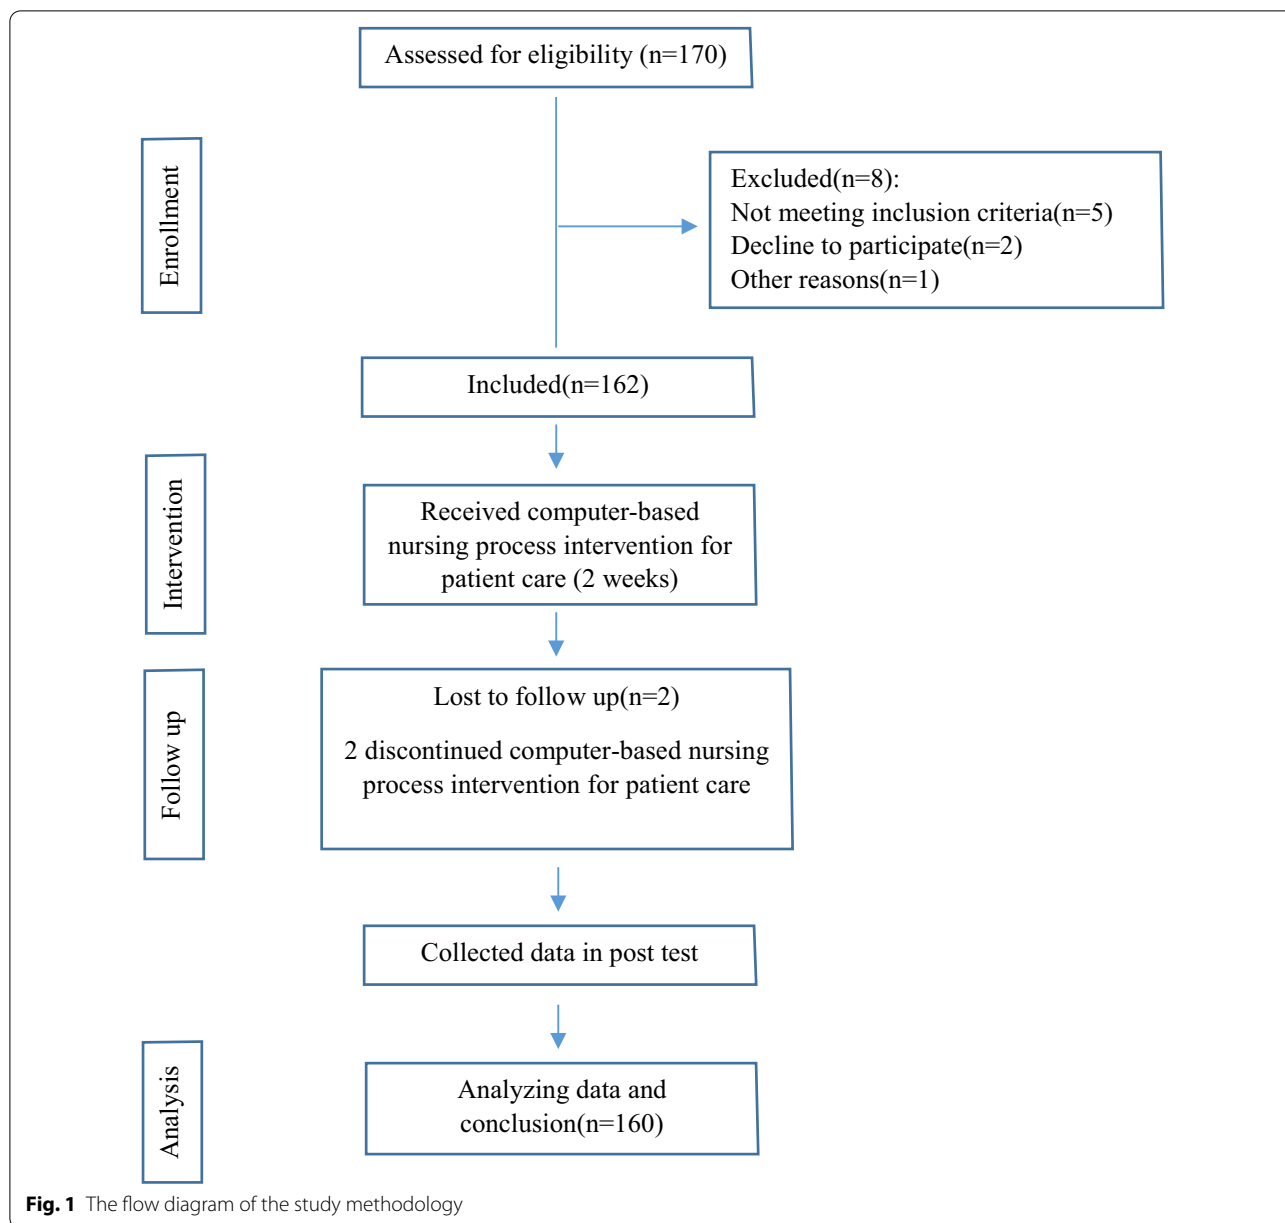 Assessed for eligibility (n=170)
Enrollment
Excluded(n=8):
Not meeting inclusion criteria(n=5)
Decline to participate(n=2)
Other reasons(n=1)
Included(n=162)
Intervention
Received computer-based
nursing process intervention for
patient care (2 weeks)
Follow up
Lost to follow up(n=2)
2 discontinued computer-based nursing
process intervention for patient care
Collected data in post test
Analysis
Analyzing data and
conclusion(n=160)
Fig. 1 The flow diagram of the study methodology